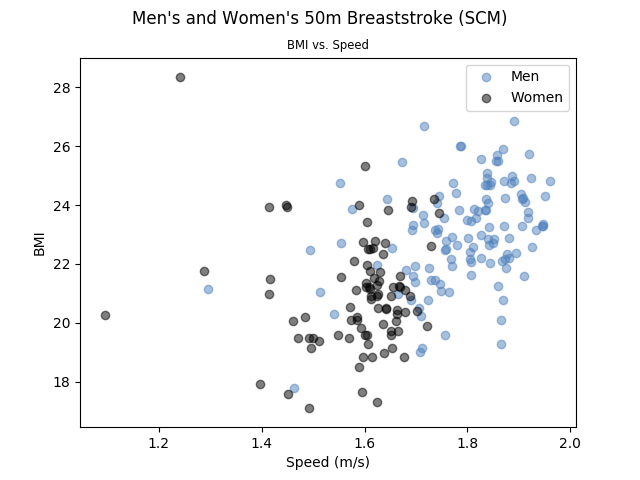 Men's and Women's 50m Breaststroke (SCM)
BMI vs. Speed
Men
Women
28
26
24
22
20
18
BMI
1.2
1.4
1.6
1.8
2.0
Speed (m/s)